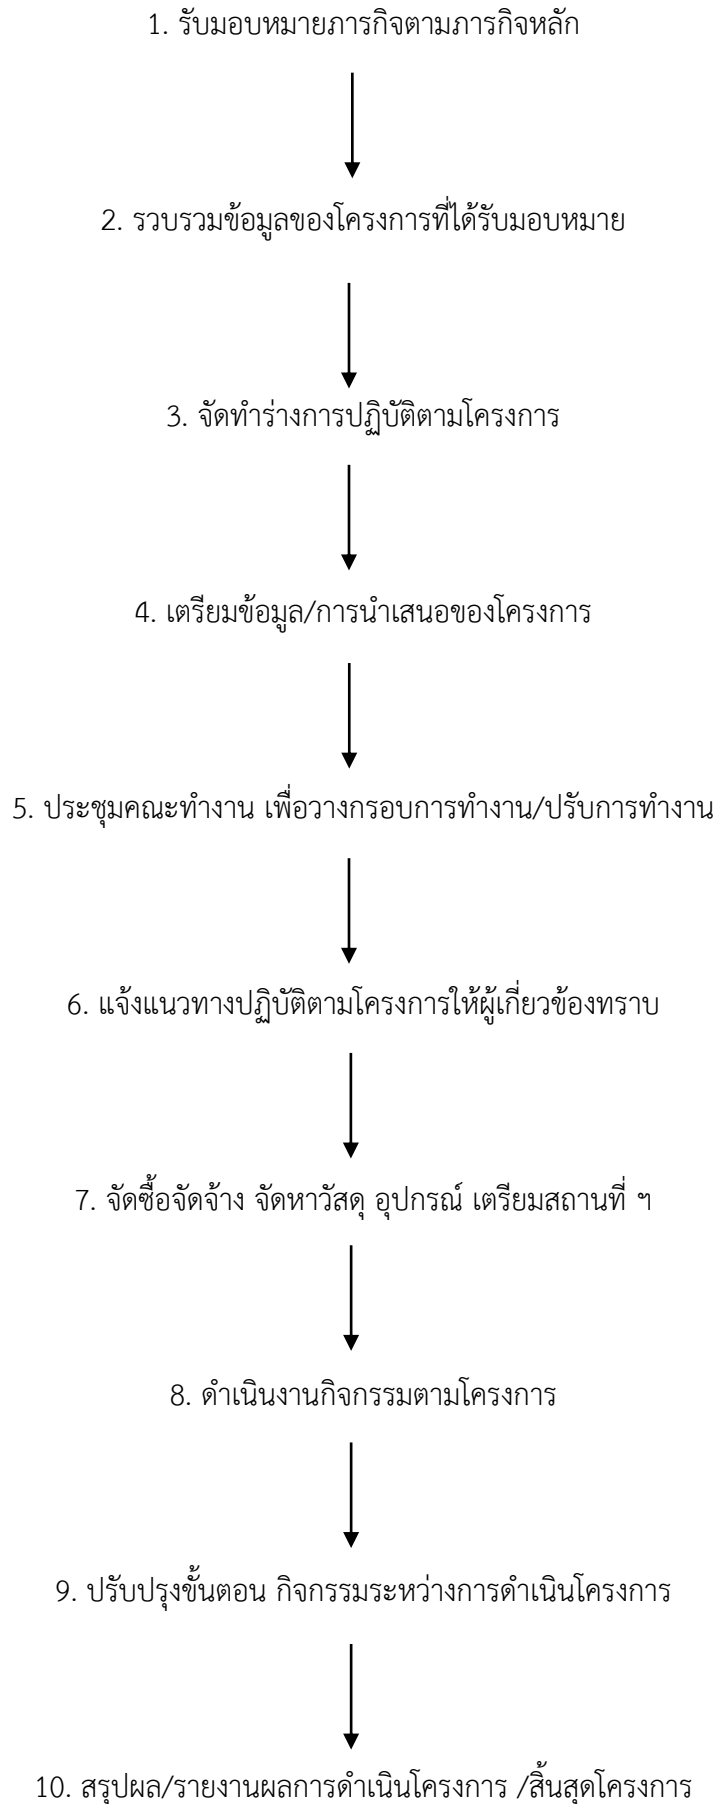 1. รับมอบหมายภารกิจตามภารกิจหลัก
2. รวบรวมข้อมูลของโครงการที่ได้รับมอบหมาย
3. จัดทำร่างการปฏิบัติตามโครงการ
4. เตรียมข้อมูล/การนำเสนอของโครงการ
5. ประชุมคณะทำงาน เพื่อวางกรอบการทำงาน/ปรับการทำงาน
6. แจ้งแนวทางปฏิบัติตามโครงการให้ผู้เกี่ยวข้องทราบ
7. จัดซื้อจัดจ้าง จัดหาวัสดุ อุปกรณ์ เตรียมสถานที่ ฯ
8. ดำเนินงานกิจกรรมตามโครงการ
9. ปรับปรุงขั้นตอน กิจกรรมระหว่างการดำเนินโครงการ
10. สรุปผล/รายงานผลการดำเนินโครงการ /สิ้นสุดโครงการ